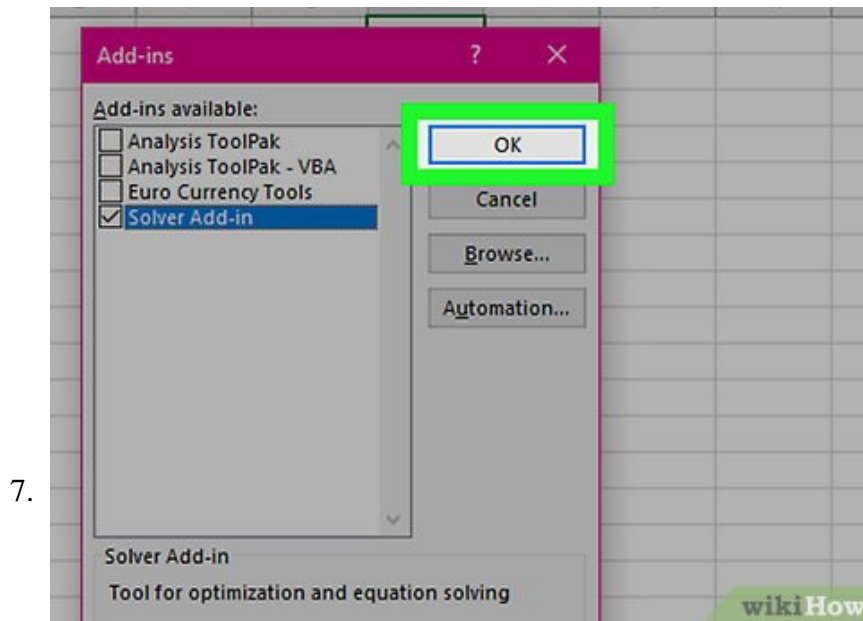 Add-ins ? ×
Add-ins available:
Analysis ToolPak
Analysis ToolPak - VBA
Euro Currency Tools
Solver Add-in
OK
Cancel
Browse...
Automation...
7.
Solver Add-in
Tool for optimization and equation solving
wikiHow